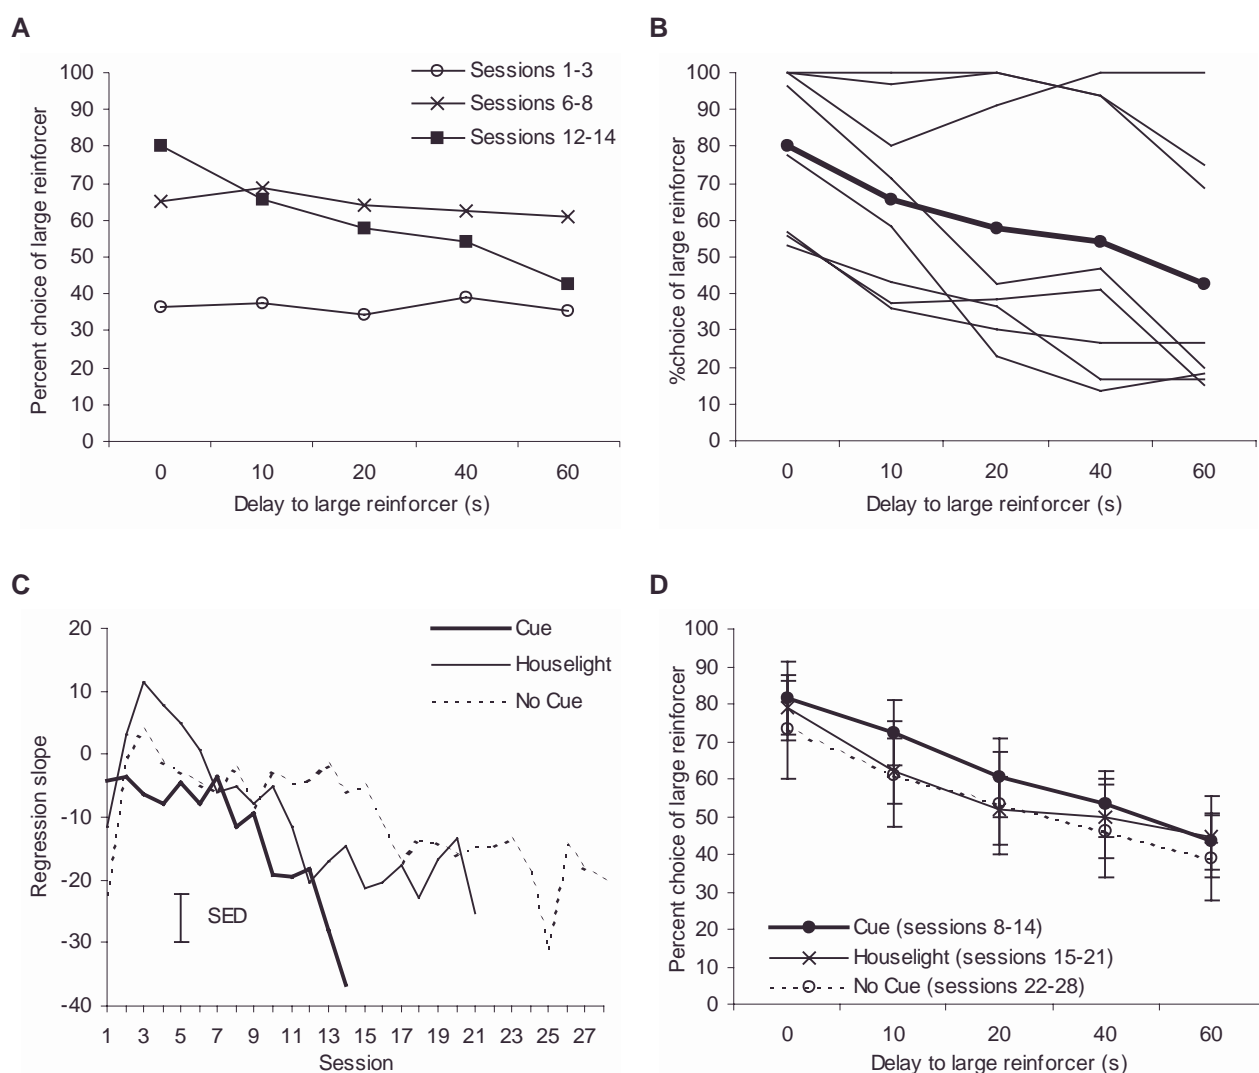 A
Percent choice of large reinforcer
100
90
80
70
60
50
40
30
20
10
0
Sessions 1-3
Sessions 6-8
Sessions 12-14
0 10 20 40 60
Delay to large reinforcer (s)
B
%choice of large reinforcer
100
90
80
70
60
50
40
30
20
10
0
0 10 20 40 60
Delay to large reinforcer (s)
C
Regression slope
20
10
0
-10
-20
-30
-40
Cue
Houselight
No Cue
SED
1 3 5 7 9 11 13 15 17 19 21 23 25 27
Session
D
Percent choice of large reinforcer
100
90
80
70
60
50
40
30
20
10
0
Cue (sessions 8-14)
Houselight (sessions 15-21)
No Cue (sessions 22-28)
0 10 20 40 60
Delay to large reinforcer (s)